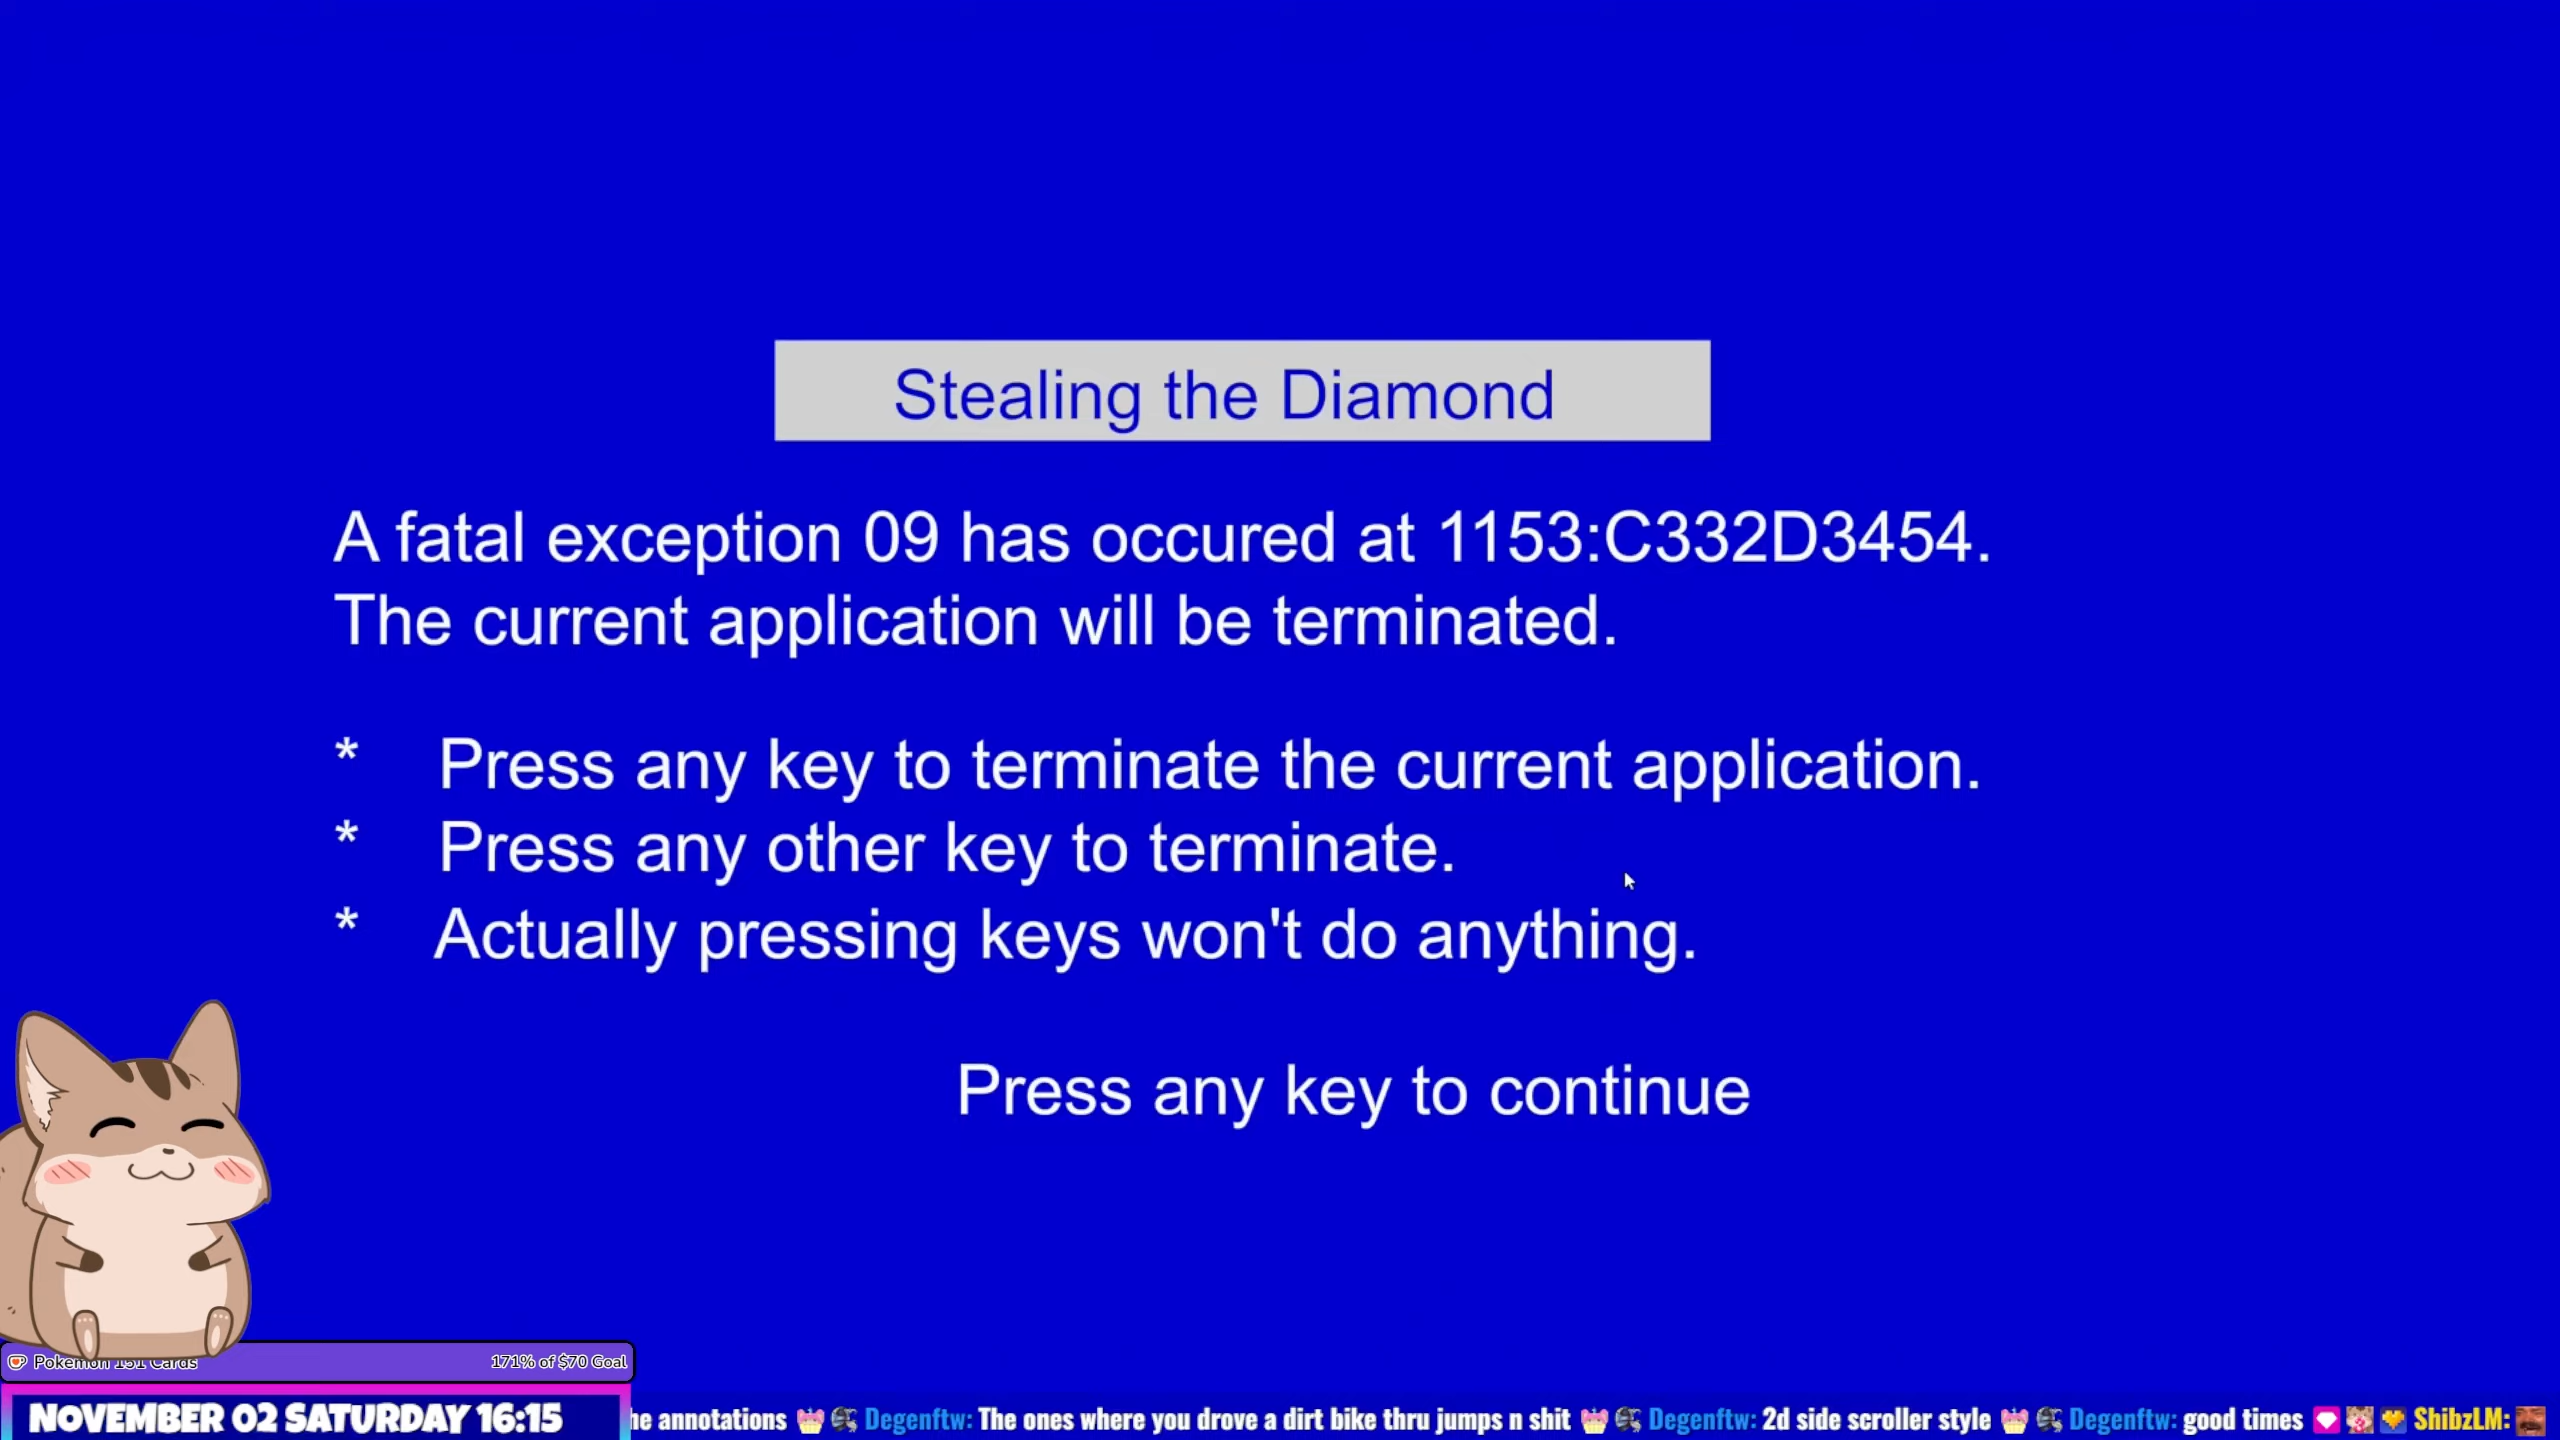 Stealing the Diamond
A fatal exception 09 has occured at 1153:C332D3454.
The current application will be terminated.
* Press any key to terminate the current application.
* Press any other key to terminate.
* Actually pressing keys won't do anything.
Press any key to continue
Pokemon 151 Cards 171% of $70 Goal
NOVEMBER 02 SATURDAY 16:15 he annotations Degenftw: The ones where you drove a dirt bike thru jumps n shit Degenftw: 2d side scroller style Degenftw: good times ShibzLM: